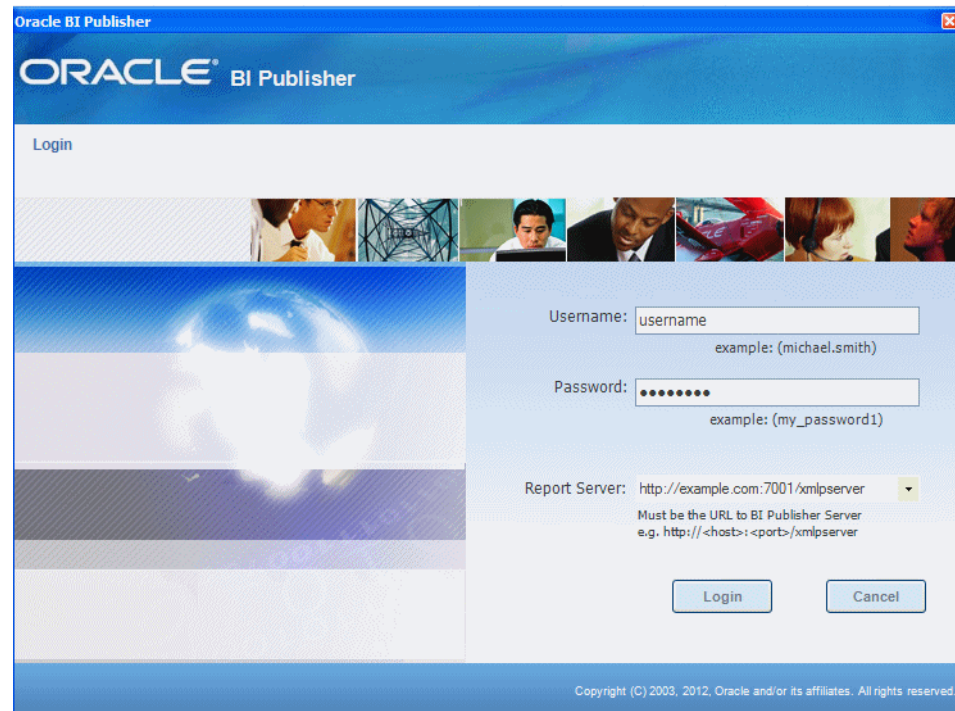 Oracle BI Publisher
ORACLE® BI Publisher
Login
Username: username
example: (michael.smith)
Password: ●●●●●●●●
example: (my_password1)
Report Server: http://example.com:7001/xmlpserver
Must be the URL to BI Publisher Server
e.g. http://<host>:<port>/xmlpserver
Login Cancel
Copyright (C) 2003, 2012, Oracle and/or its affiliates. All rights reserved.